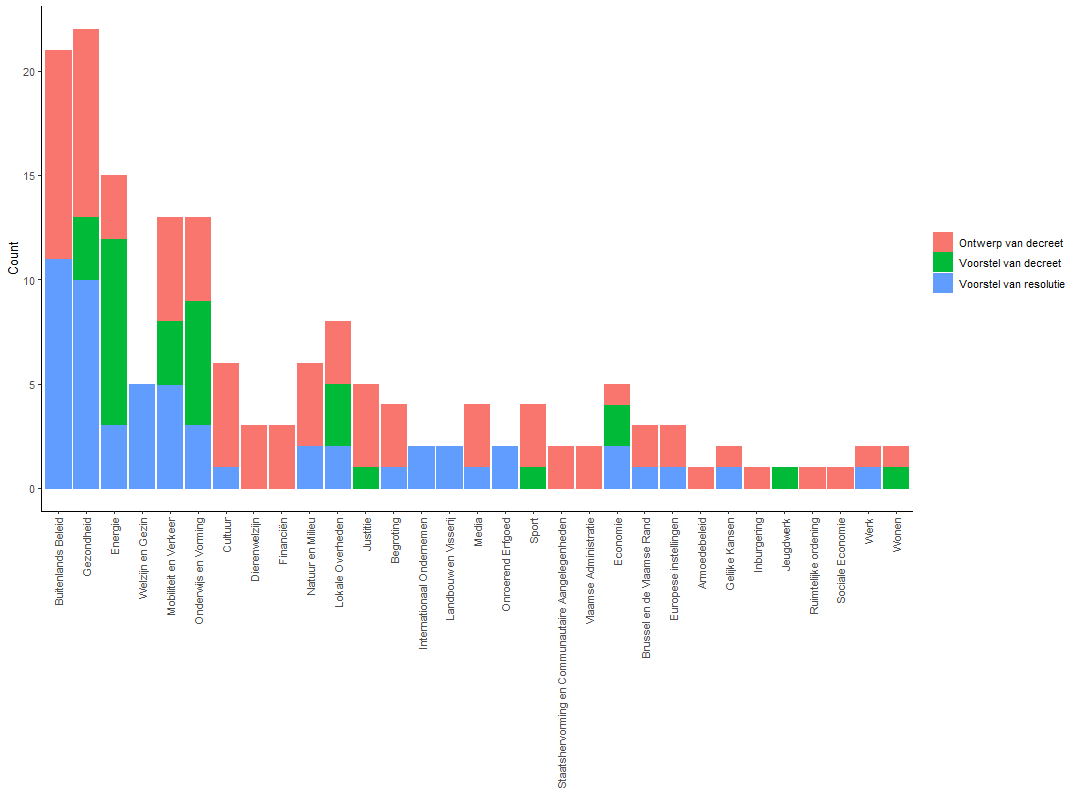 Count
20
15
10
5
0
Buitenlands Beleid
Gezondheid
Energie
Welzijn en Gezin
Mobiliteit en Verkeer
Onderwijs en Vorming
Cultuur
Dierenwelzijn
Financiën
Natuur en Milieu
Lokale Overheden
Justitie
Begroting
Internationaal Ondernemen
Landbouw en Visserij
Media
Onroerend Erfgoed
Sport
Staatshervorming en Communautaire Aangelegenheden
Vlaamse Administratie
Economie
Brussel en de Vlaamse Rand
Europese instellingen
Armoedebeleid
Gelijke Kansen
Inburgering
Jeugdwerk
Ruimtelijke ordening
Sociale Economie
Werk
Wonen
Ontwerp van decreet
Voorstel van decreet
Voorstel van resolutie